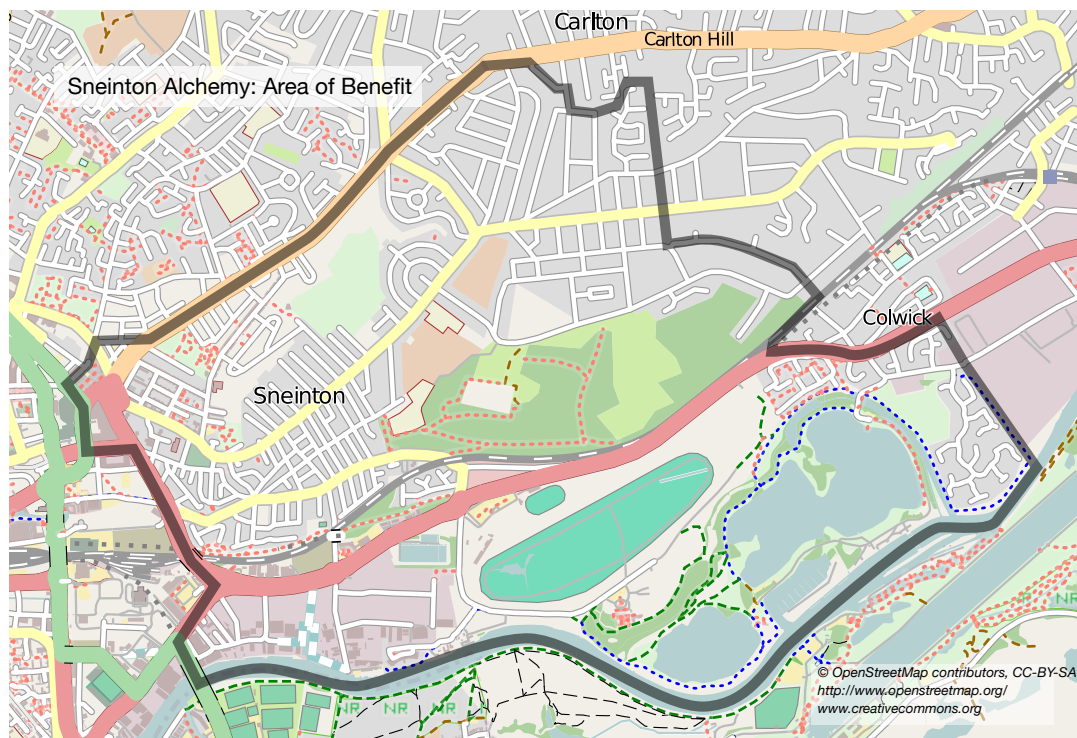 Carlton
Carlton Hill
Sneinton Alchemy: Area of Benefit
Colwick
Sneinton
NR
NR
NR
NR
© OpenStreetMap contributors, CC-BY-SA
http://www.openstreetmap.org/
www.creativecommons.org